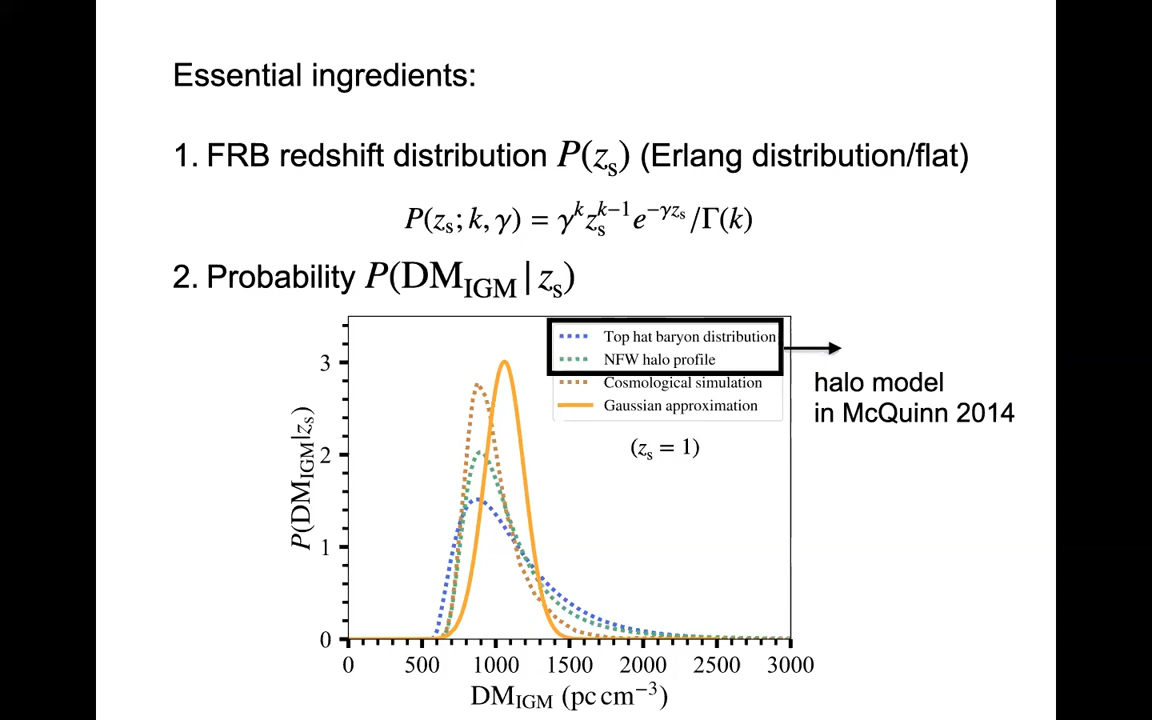 Essential ingredients:
1. FRB redshift distribution P(z_s) (Erlang distribution/flat)
P(z_s; k, γ) = γ^k z_s^{k−1} e^{−γz_s} /Γ(k)
2. Probability P(DM_IGM | z_s)
Top hat baryon distribution
NFW halo profile
Cosmological simulation
Gaussian approximation
(z_s = 1)
halo model
in McQuinn 2014
P(DM_IGM|z_s)
3
2
1
0
0 500 1000 1500 2000 2500 3000
DM_IGM (pc cm^−3)